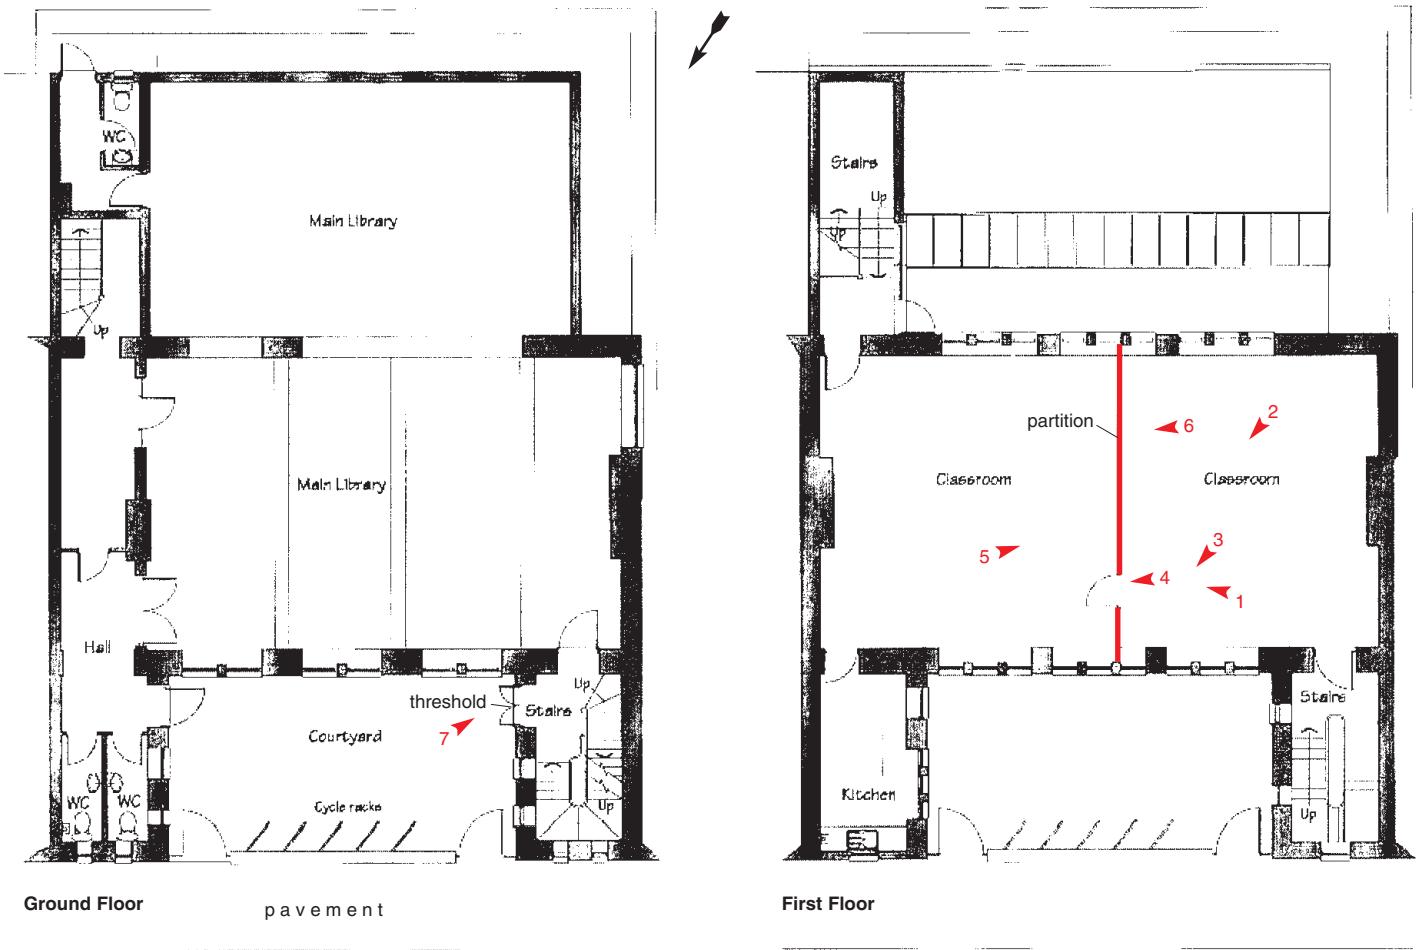 WC
Main Library
Up
Main Library
Hall
threshold
7
Up
Stairs
Courtyard
Cycle racks
WC
WC
Up
Ground Floor
pavement
Stairs
Up
Up
partition
6
2
Classroom
Classroom
5
3
4
1
Stairs
Kitchen
Up
First Floor